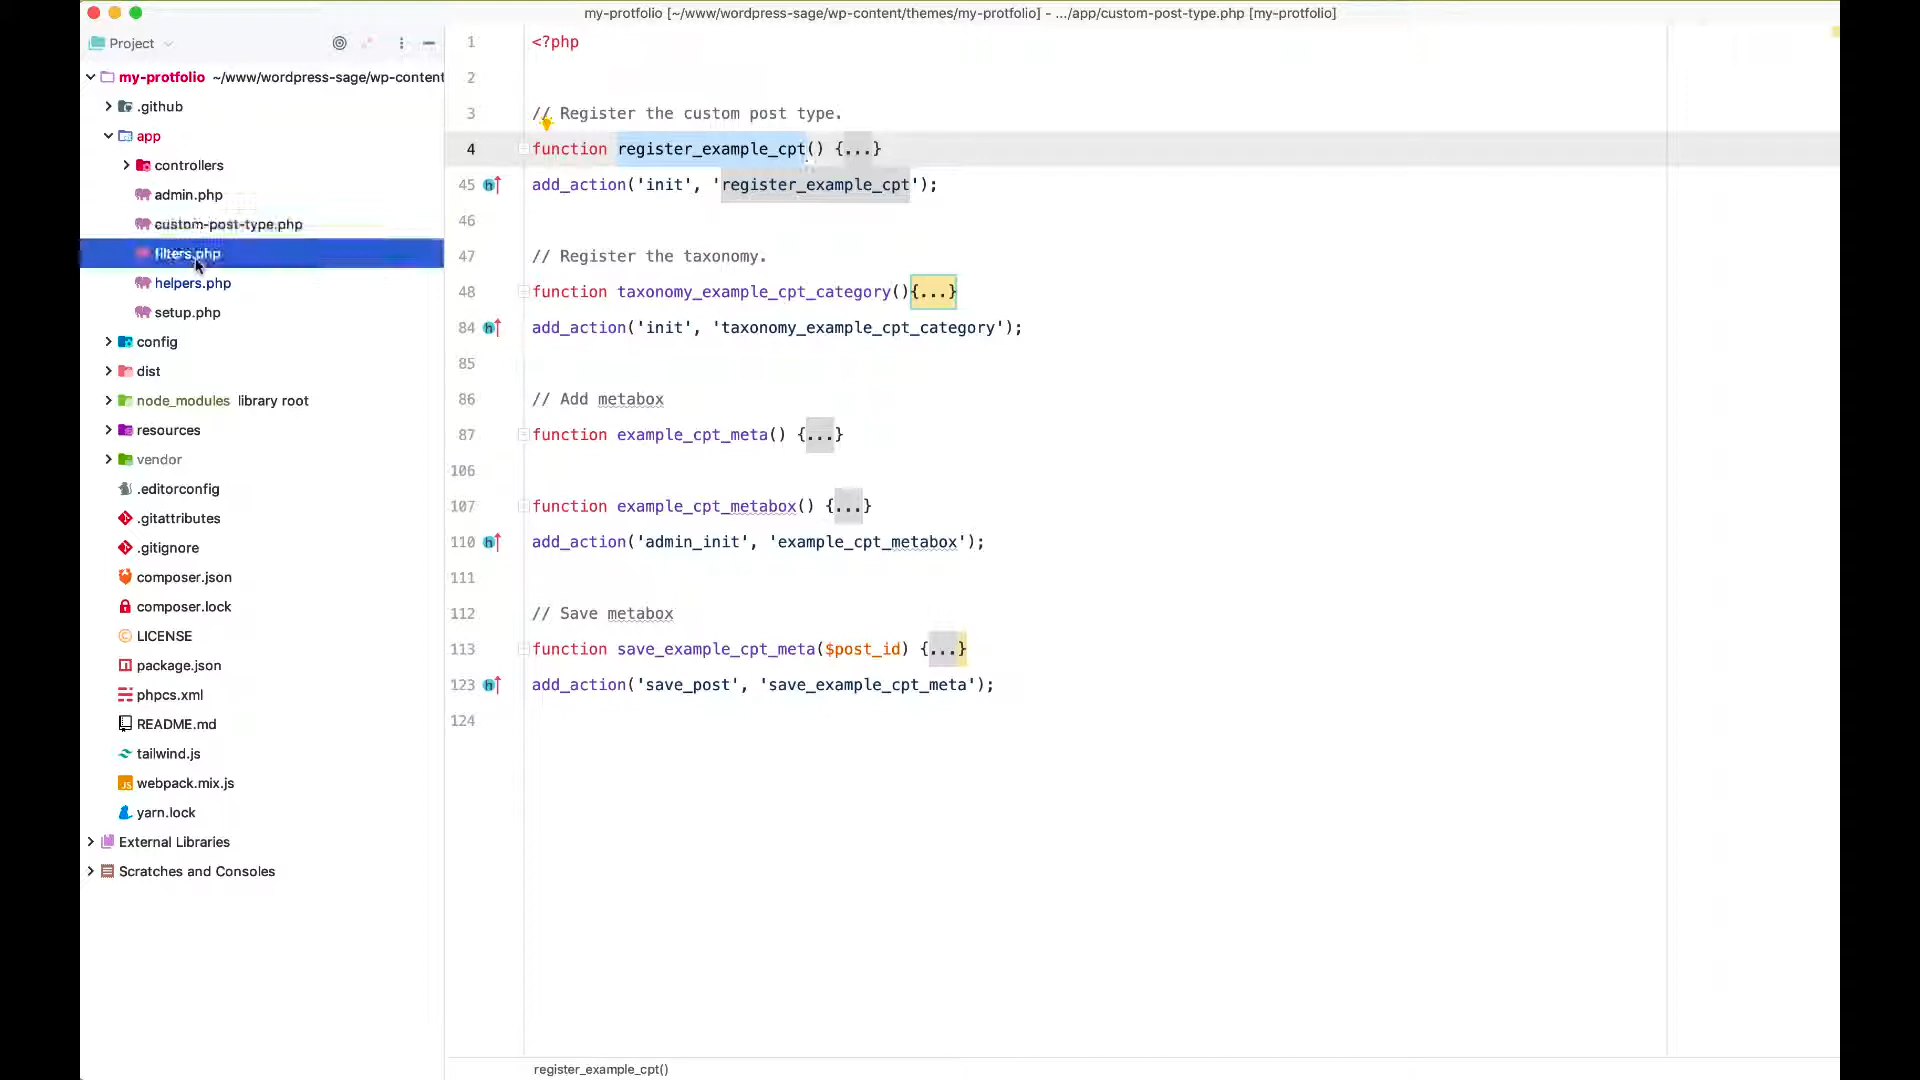 my-protfolio [~/www/wordpress-sage/wp-content/themes/my-protfolio] - .../app/custom-post-type.php [my-protfolio]
Project
my-protfolio ~/www/wordpress-sage/wp-content
.github
app
controllers
admin.php
custom-post-type.php
filters.php
helpers.php
setup.php
config
dist
node_modules library root
resources
vendor
.editorconfig
.gitattributes
.gitignore
composer.json
composer.lock
LICENSE
package.json
phpcs.xml
README.md
tailwind.js
webpack.mix.js
yarn.lock
External Libraries
Scratches and Consoles
1 <?php
2
3 // Register the custom post type.
4 function register_example_cpt() {...}
45 add_action('init', 'register_example_cpt');
46
47 // Register the taxonomy.
48 function taxonomy_example_cpt_category(){...}
84 add_action('init', 'taxonomy_example_cpt_category');
85
86 // Add metabox
87 function example_cpt_meta() {...}
106
107 function example_cpt_metabox() {...}
110 add_action('admin_init', 'example_cpt_metabox');
111
112 // Save metabox
113 function save_example_cpt_meta($post_id) {...}
123 add_action('save_post', 'save_example_cpt_meta');
124
register_example_cpt()